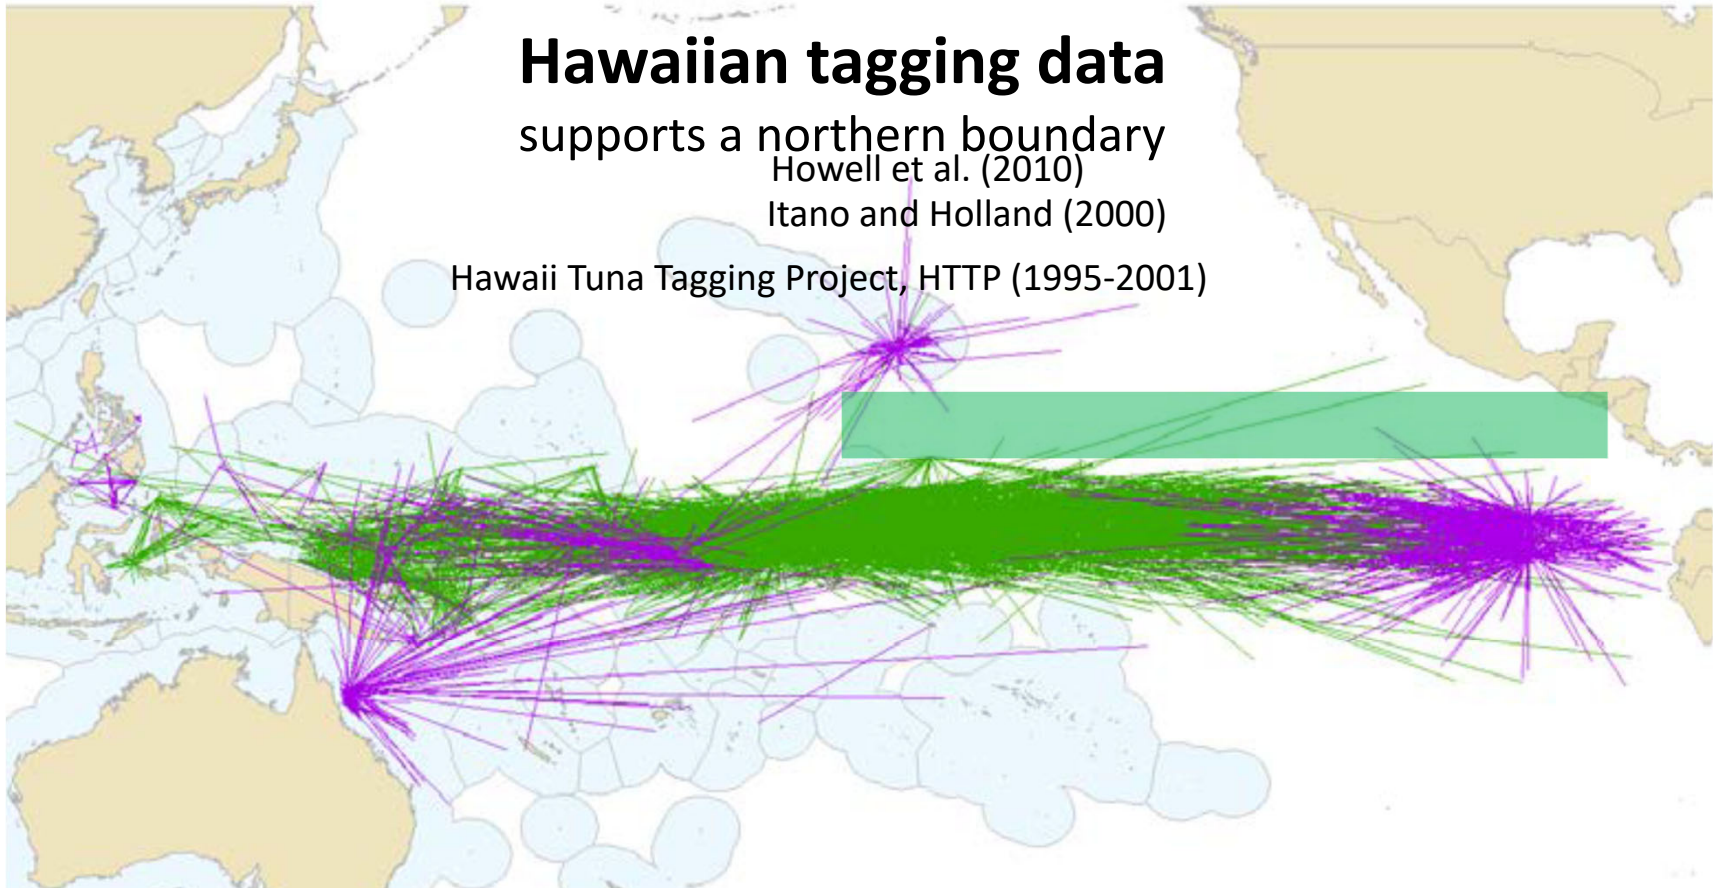 Hawaiian tagging data
supports a northern boundary
Howell et al. (2010)
Itano and Holland (2000)
Hawaii Tuna Tagging Project, HTTP (1995-2001)